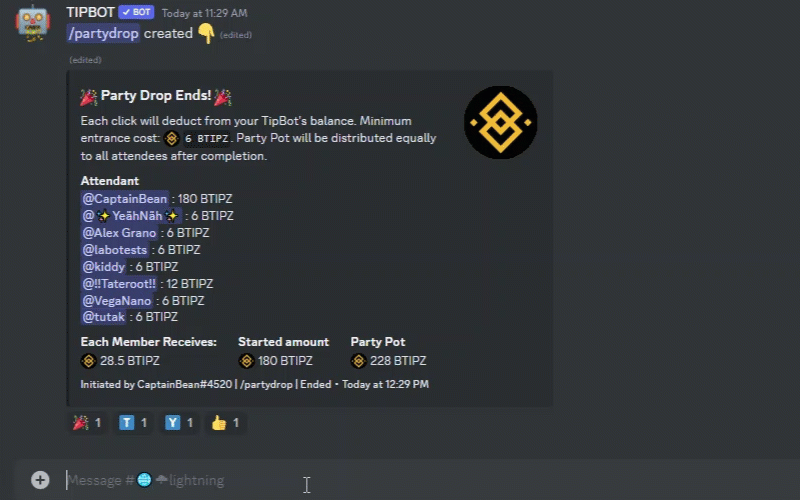 TIPBOT ✓ BOT Today at 11:29 AM
/partydrop created 👇 (edited)
(edited)
🎉 Party Drop Ends! 🎉
Each click will deduct from your TipBot's balance. Minimum
entrance cost: 6 BTIPZ. Party Pot will be distributed equally
to all attendees after completion.
Attendant
@CaptainBean : 180 BTIPZ
@✨YeãhNãh✨ : 6 BTIPZ
@Alex Grano : 6 BTIPZ
@labotests : 6 BTIPZ
@kiddy : 6 BTIPZ
@!!Tateroot!! : 12 BTIPZ
@VegaNano : 6 BTIPZ
@tutak : 6 BTIPZ
Each Member Receives: Started amount Party Pot
28.5 BTIPZ 180 BTIPZ 228 BTIPZ
Initiated by CaptainBean#4520 | /partydrop | Ended • Today at 12:29 PM
🎉 1 T 1 Y 1 👍 1
Message #🌐🌩lightning